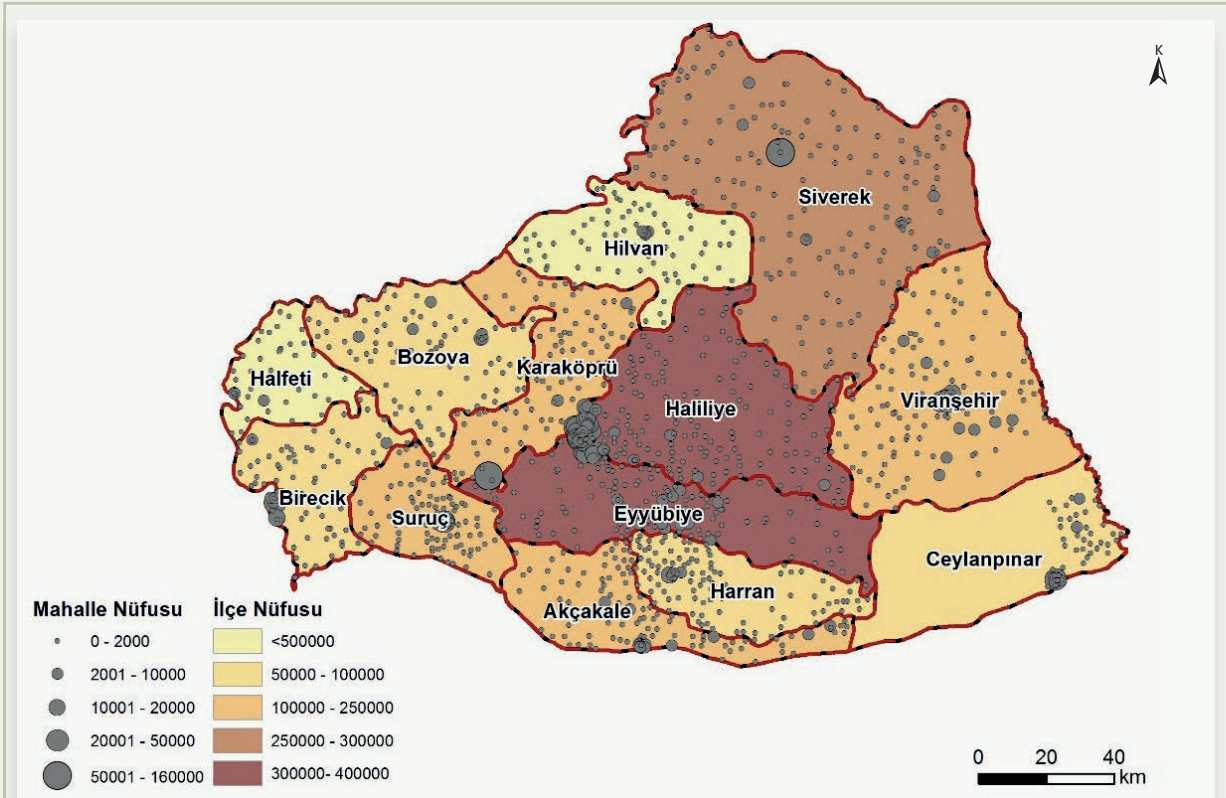 K
Siverek
Hilvan
Bozova
Karaköprü
Halfeti
Haliliye
Viranşehir
Birecik
Suruç
Eyyübiye
Ceylanpınar
Harran
Akçakale
Mahalle Nüfusu
0 - 2000
2001 - 10000
10001 - 20000
20001 - 50000
50001 - 160000
İlçe Nüfusu
<500000
50000 - 100000
100000 - 250000
250000 - 300000
300000- 400000
0 20 40
km